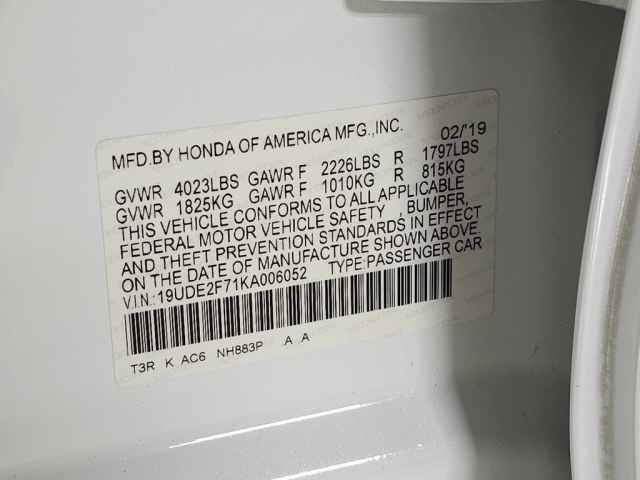 MFD.BY HONDA OF AMERICA MFG.,INC. 02/'19
GVWR 4023LBS GAWR F 2226LBS R 1797LBS
GVWR 1825KG GAWR F 1010KG R 815KG
THIS VEHICLE CONFORMS TO ALL APPLICABLE
FEDERAL MOTOR VEHICLE SAFETY , BUMPER,
AND THEFT PREVENTION STANDARDS IN EFFECT
ON THE DATE OF MANUFACTURE SHOWN ABOVE.
V.I.N.:19UDE2F71KA006052 TYPE:PASSENGER CAR
T3R K AC6 NH883P A A